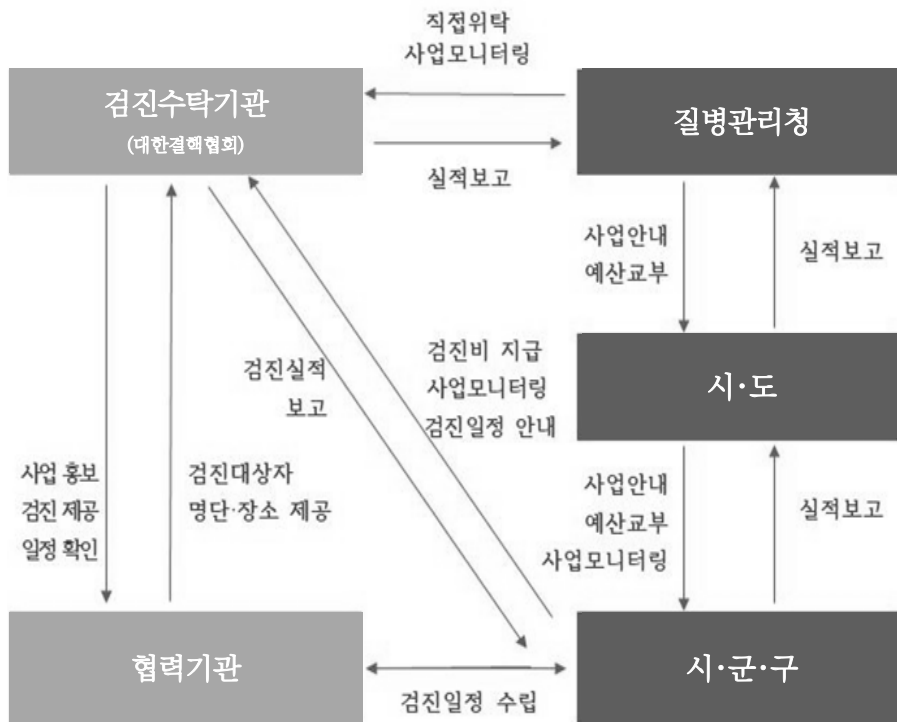 직접위탁
사업모니터링
검진수탁기관
(대한결핵협회)
질병관리청
실적보고
사업안내
예산교부
실적보고
검진실적
보고
검진비 지급
사업모니터링
검진일정 안내
시·도
사업 홍보
검진 제공
일정 확인
검진대상자
명단·장소 제공
사업안내
예산교부
사업모니터링
실적보고
협력기관
검진일정 수립
시·군·구